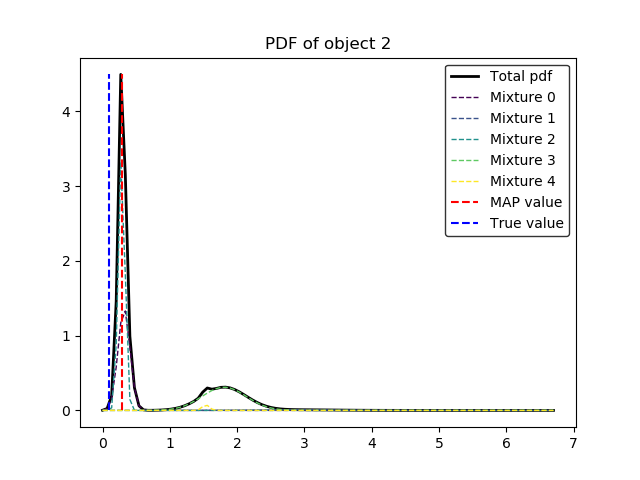 PDF of object 2
Total pdf
Mixture 0
Mixture 1
Mixture 2
Mixture 3
Mixture 4
MAP value
True value
4
3
2
1
0
0 1 2 3 4 5 6 7